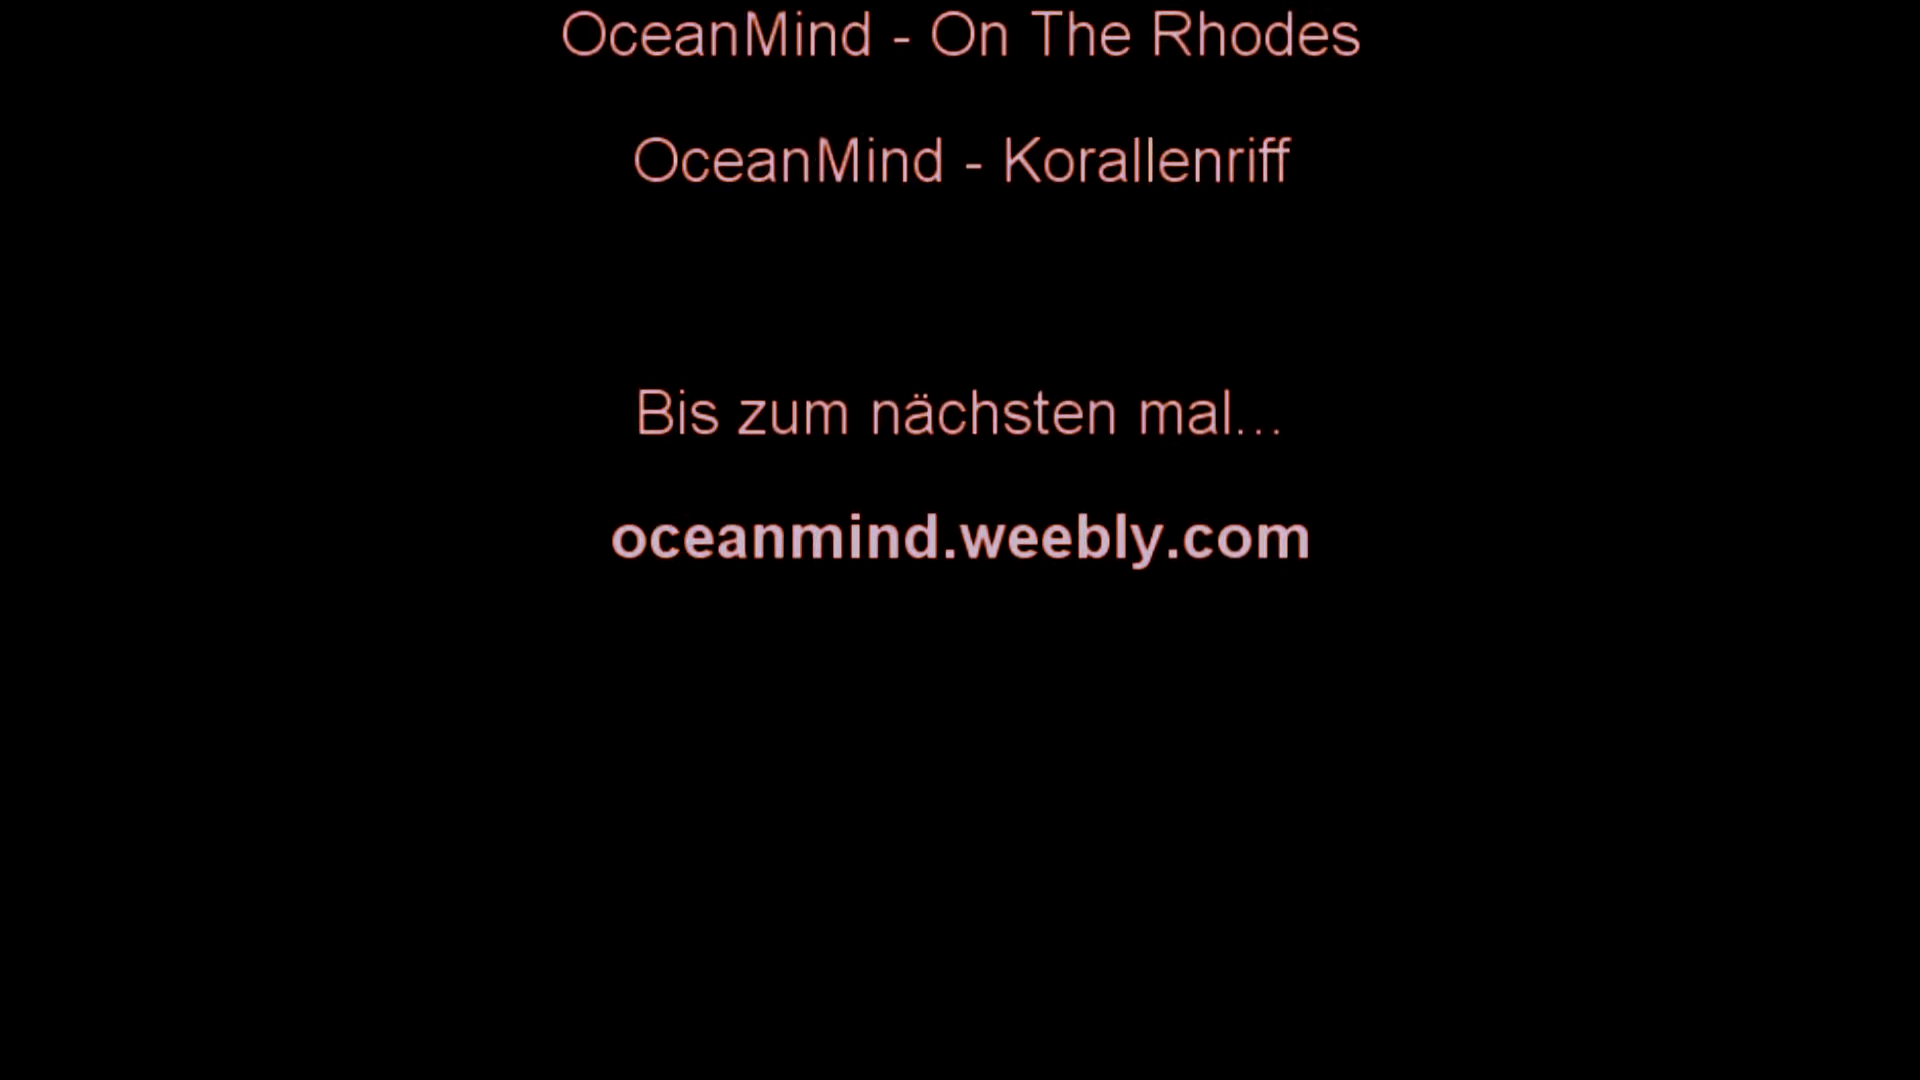 OceanMind - On The Rhodes
OceanMind - Korallenriff
Bis zum nächsten mal...
oceanmind.weebly.com